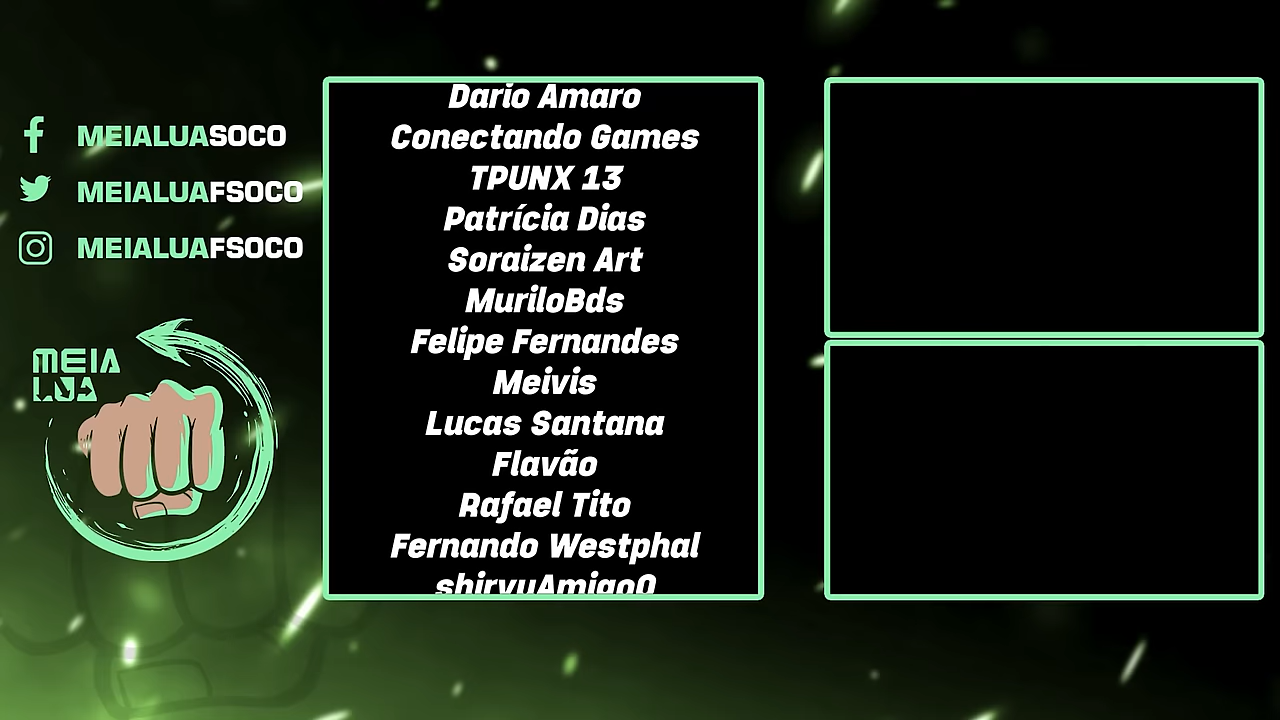 MEIALUASOCO
MEIALUAFSOCO
MEIALUAFSOCO
MEIA
LUA
Dario Amaro
Conectando Games
TPUNX 13
Patrícia Dias
Soraizen Art
MuriloBds
Felipe Fernandes
Meivis
Lucas Santana
Flavão
Rafael Tito
Fernando Westphal
shiryuAmigo0